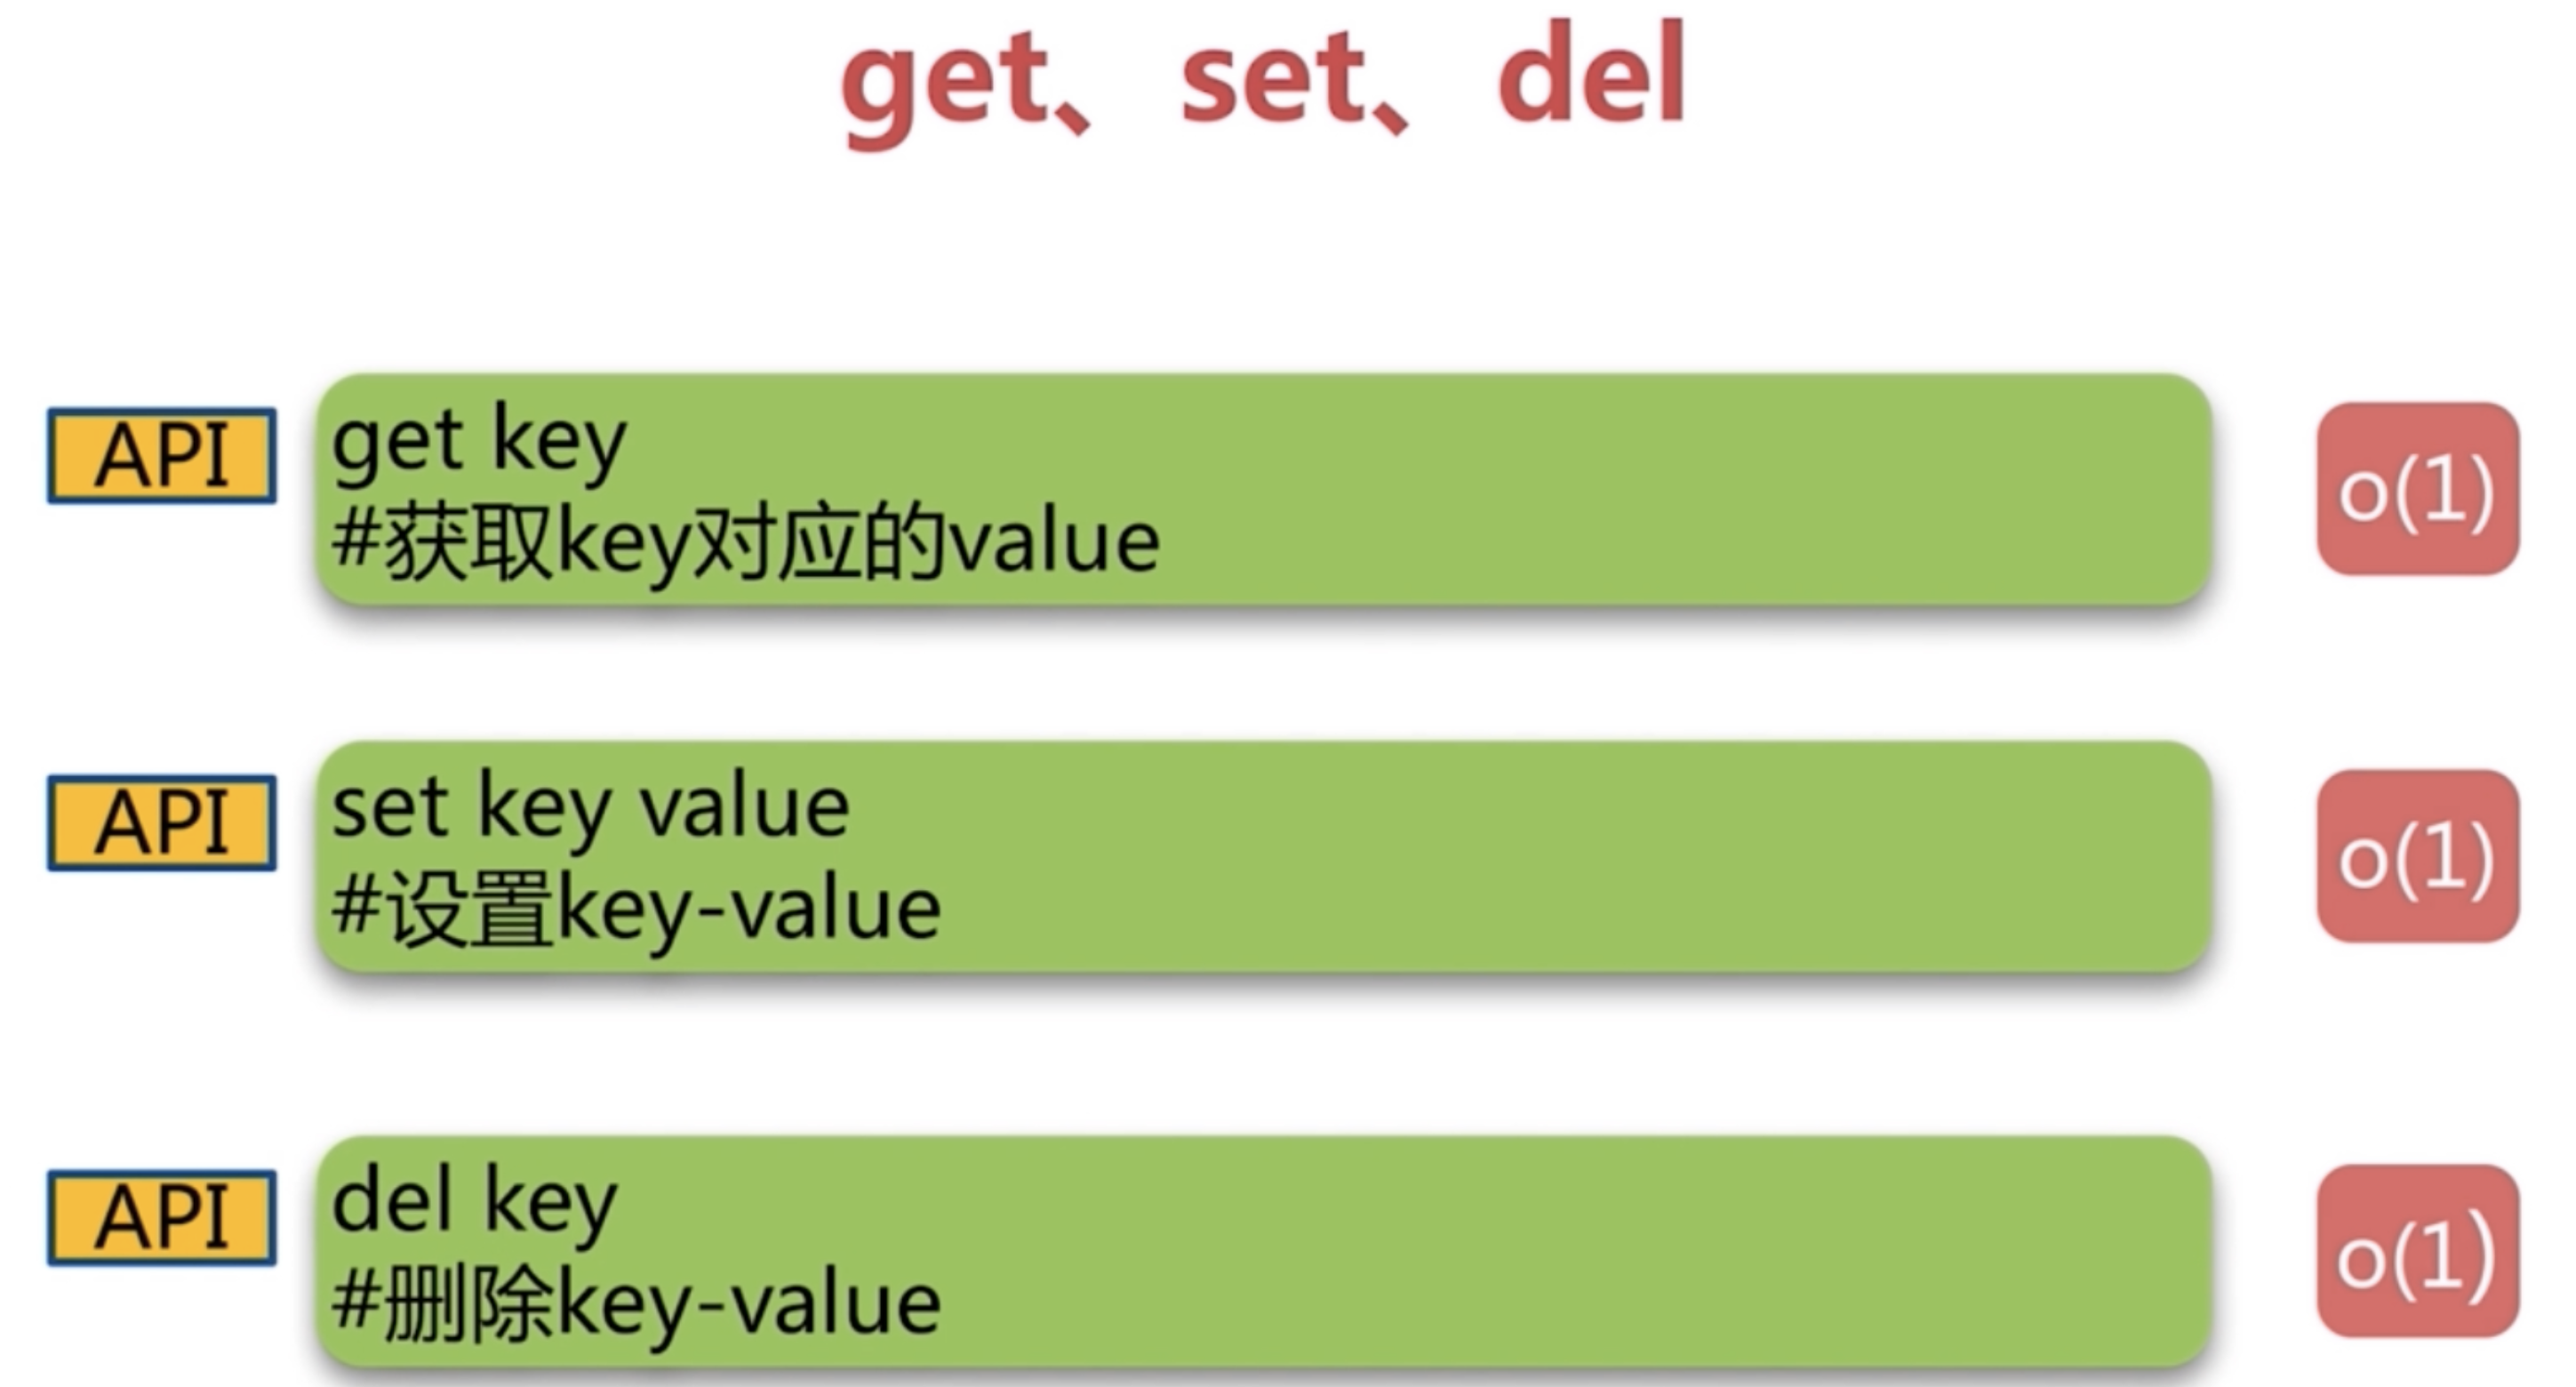 get、set、del
API
get key
#获取key对应的value
o(1)
API
set key value
#设置key-value
o(1)
API
del key
#删除key-value
o(1)